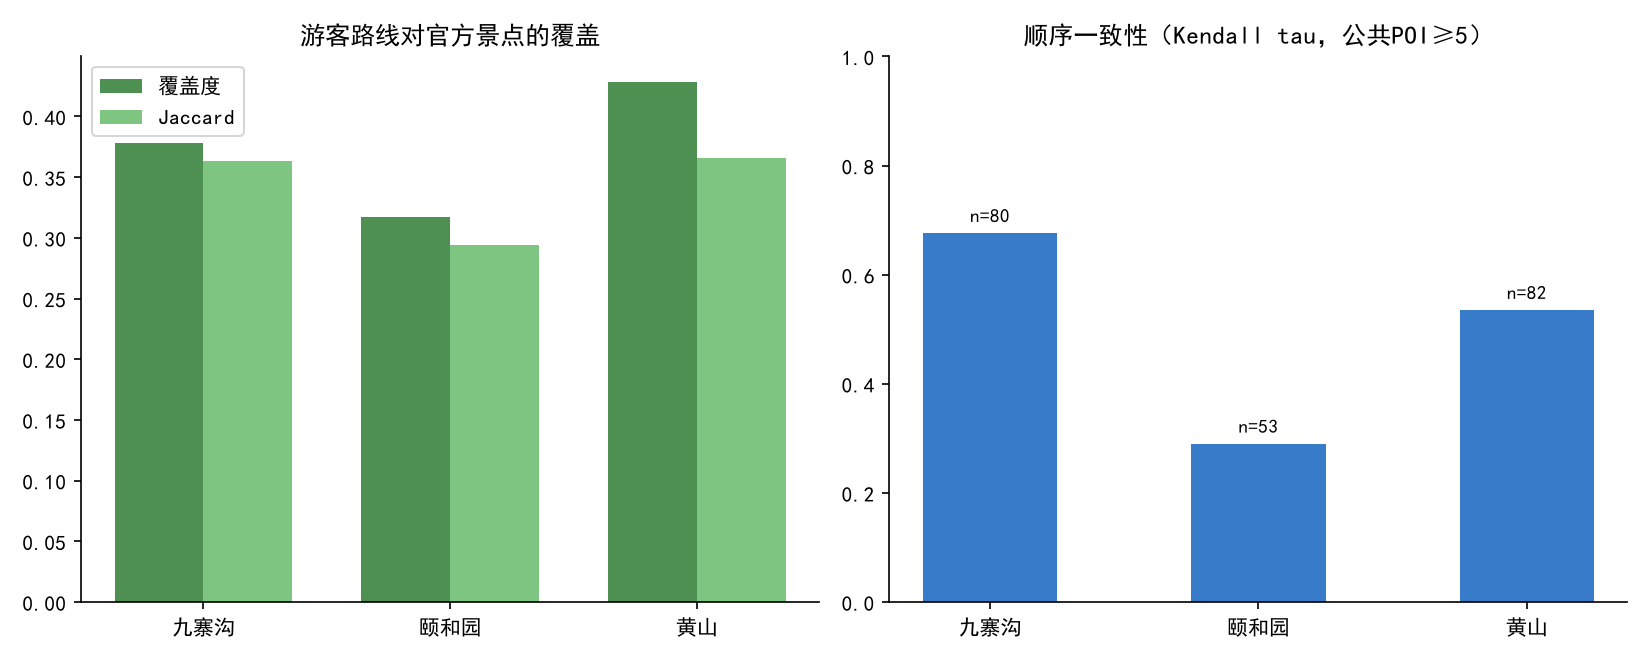 游客路线对官方景点的覆盖
覆盖度
Jaccard
0.40
0.35
0.30
0.25
0.20
0.15
0.10
0.05
0.00
九寨沟
颐和园
黄山
顺序一致性（Kendall tau，公共POI≥5）
1.0
0.8
0.6
0.4
0.2
0.0
n=80
n=53
n=82
九寨沟
颐和园
黄山